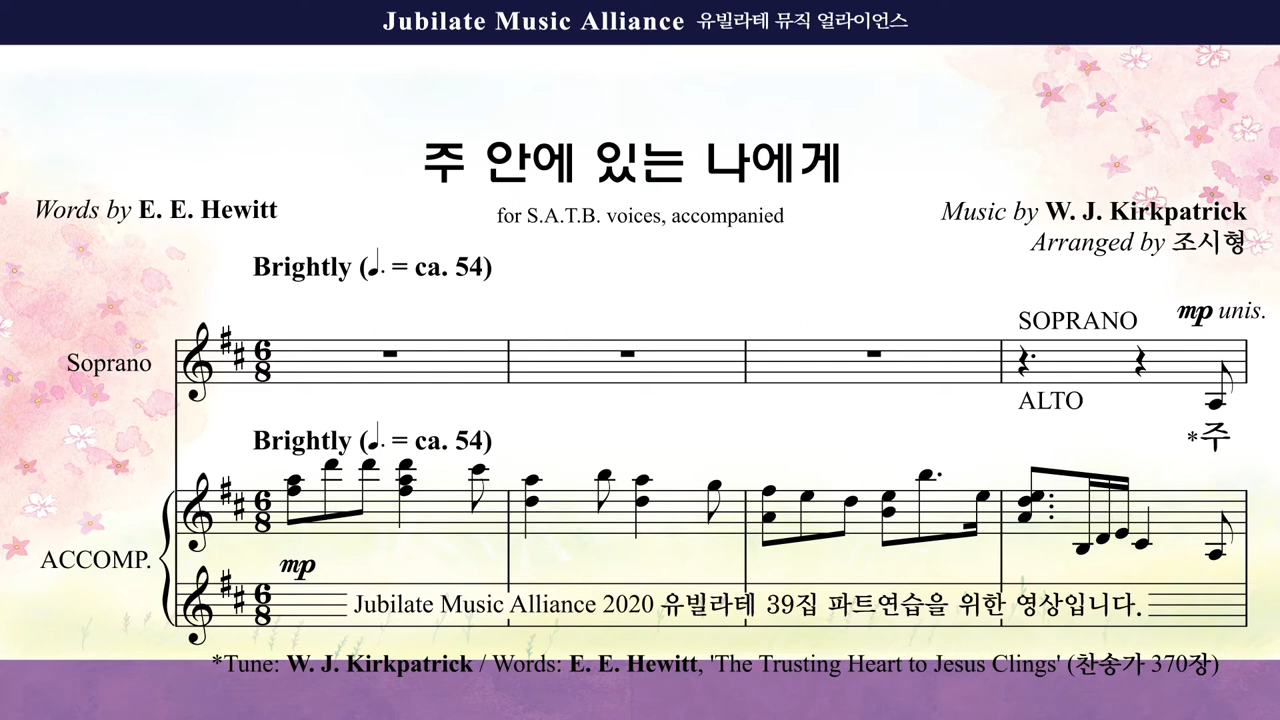 Jubilate Music Alliance 유빌라테 뮤직 얼라이언스
주 안에 있는 나에게
Words by E. E. Hewitt
for S.A.T.B. voices, accompanied
Music by W. J. Kirkpatrick
Arranged by 조시형
Brightly (♩. = ca. 54)
SOPRANO
mp unis.
Soprano
ALTO
*주
Brightly (♩. = ca. 54)
ACCOMP.
mp
Jubilate Music Alliance 2020 유빌라테 39집 파트연습을 위한 영상입니다.
*Tune: W. J. Kirkpatrick / Words: E. E. Hewitt, 'The Trusting Heart to Jesus Clings' (찬송가 370장)